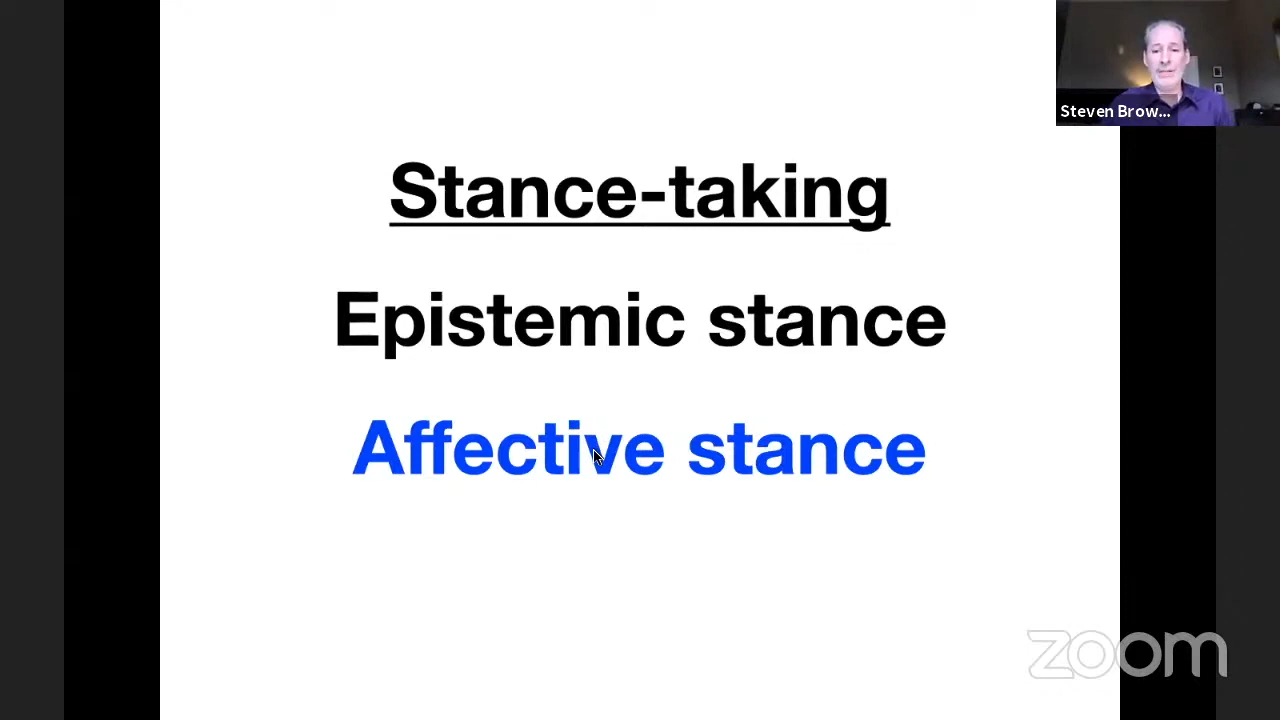 Steven Brow...
Stance-taking
Epistemic stance
Affective stance
zoom